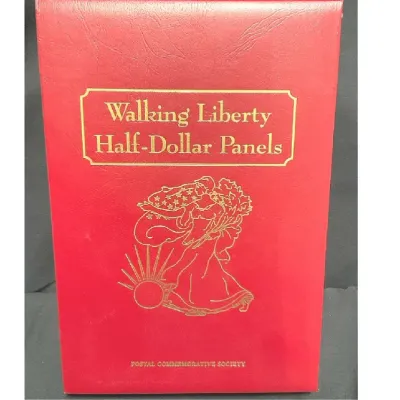 Walking Liberty
Half-Dollar Panels
POSTAL COMMEMORATIVE SOCIETY